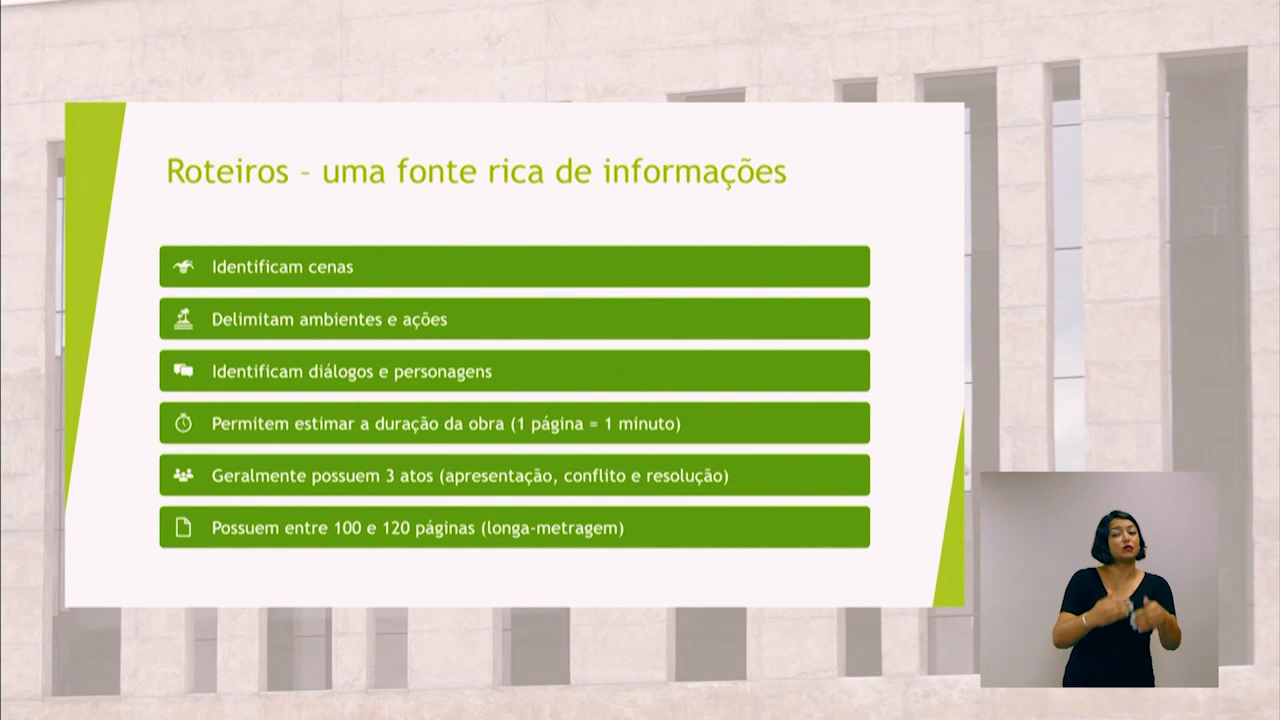 Roteiros – uma fonte rica de informações
Identificam cenas
Delimitam ambientes e ações
Identificam diálogos e personagens
Permitem estimar a duração da obra (1 página = 1 minuto)
Geralmente possuem 3 atos (apresentação, conflito e resolução)
Possuem entre 100 e 120 páginas (longa-metragem)